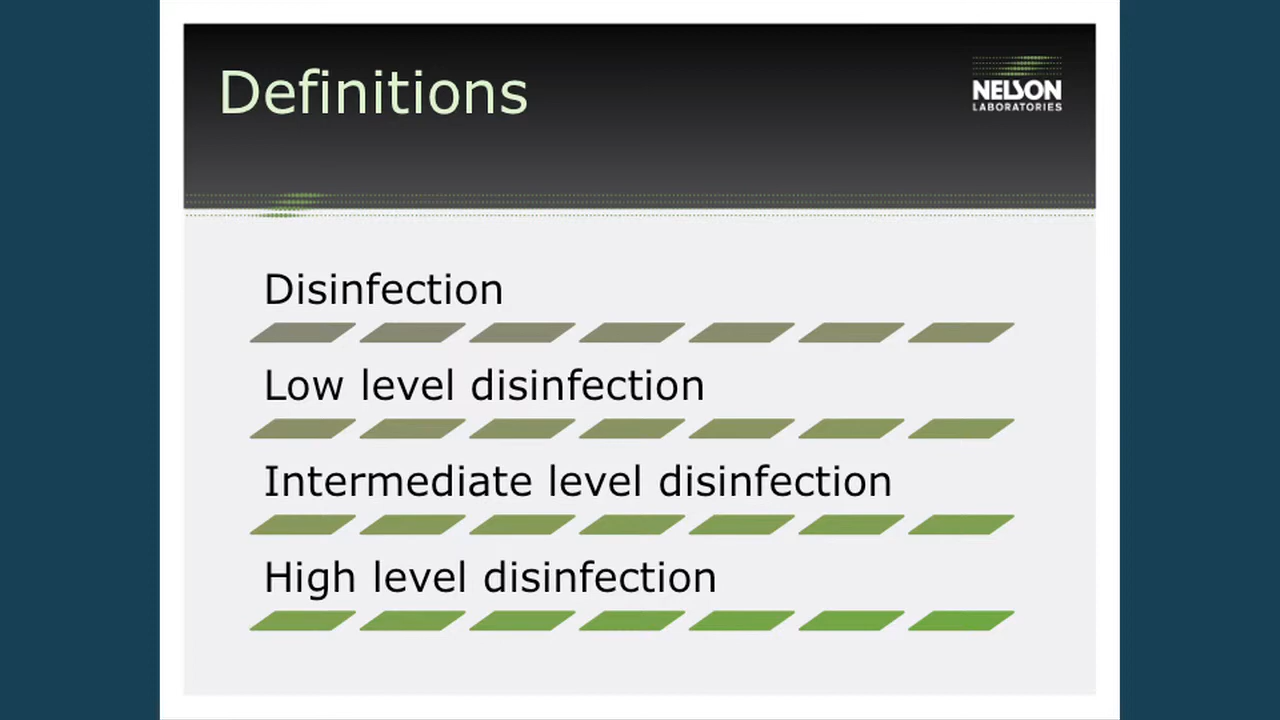 Definitions
NELSON
LABORATORIES
Disinfection
Low level disinfection
Intermediate level disinfection
High level disinfection